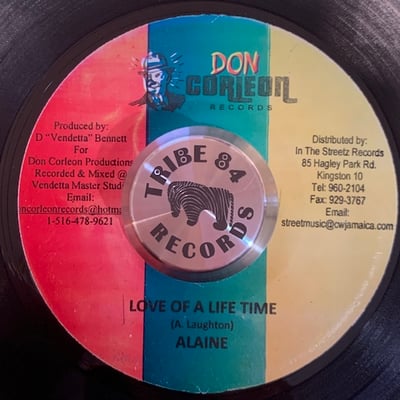 DON
CORLEON
RECORDS
Produced by:
D "Vendetta" Bennett
For
Don Corleon Productions
Recorded & Mixed @
Vendetta Master Stud
Email:
ncorleonrecords@hotma
1-516-478-9621
Distributed by:
In The Streetz Records
85 Hagley Park Rd.
Kingston 10
Tel: 960-2104
Fax: 929-3767
Email:
streetmusic@cwjamaica.com
TRIBE 84
RECORDS
LOVE OF A LIFE TIME
(A. Laughton)
ALAINE